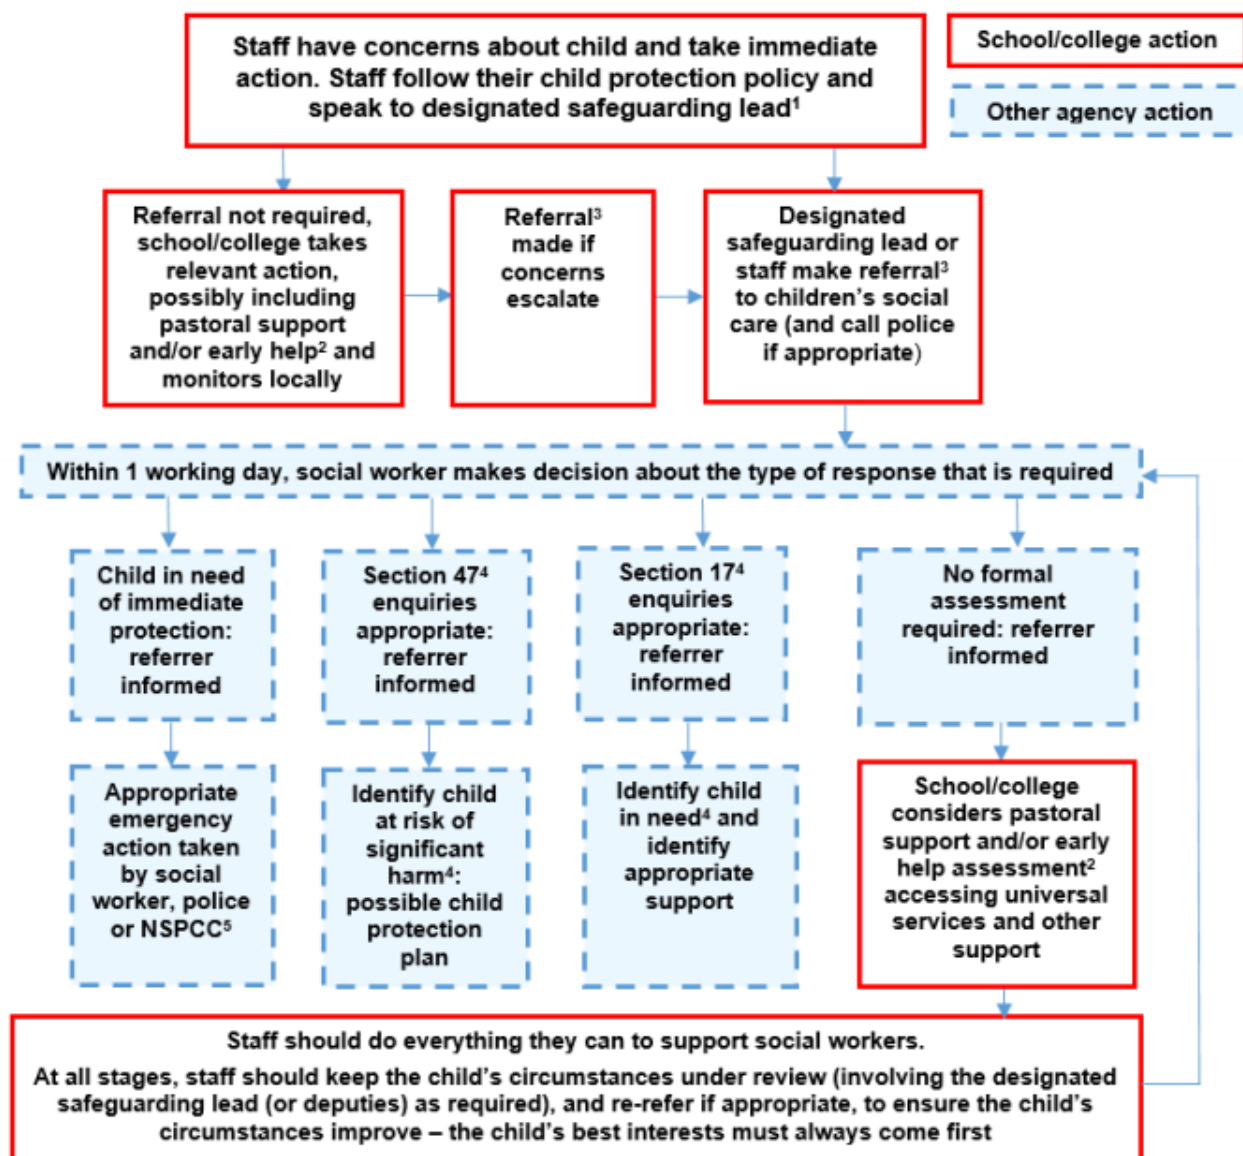 Staff have concerns about child and take immediate
action. Staff follow their child protection policy and
speak to designated safeguarding lead¹
School/college action
Other agency action
Referral not required,
school/college takes
relevant action,
possibly including
pastoral support
and/or early help² and
monitors locally
Referral³
made if
concerns
escalate
Designated
safeguarding lead or
staff make referral³
to children's social
care (and call police
if appropriate)
Within 1 working day, social worker makes decision about the type of response that is required
Child in need
of immediate
protection:
referrer
informed
Section 47⁴
enquiries
appropriate:
referrer
informed
Section 17⁴
enquiries
appropriate:
referrer
informed
No formal
assessment
required: referrer
informed
Appropriate
emergency
action taken
by social
worker, police
or NSPCC⁵
Identify child
at risk of
significant
harm⁴:
possible child
protection
plan
Identify child
in need⁴ and
identify
appropriate
support
School/college
considers pastoral
support and/or early
help assessment²
accessing universal
services and other
support
Staff should do everything they can to support social workers.
At all stages, staff should keep the child's circumstances under review (involving the designated
safeguarding lead (or deputies) as required), and re-refer if appropriate, to ensure the child's
circumstances improve – the child's best interests must always come first